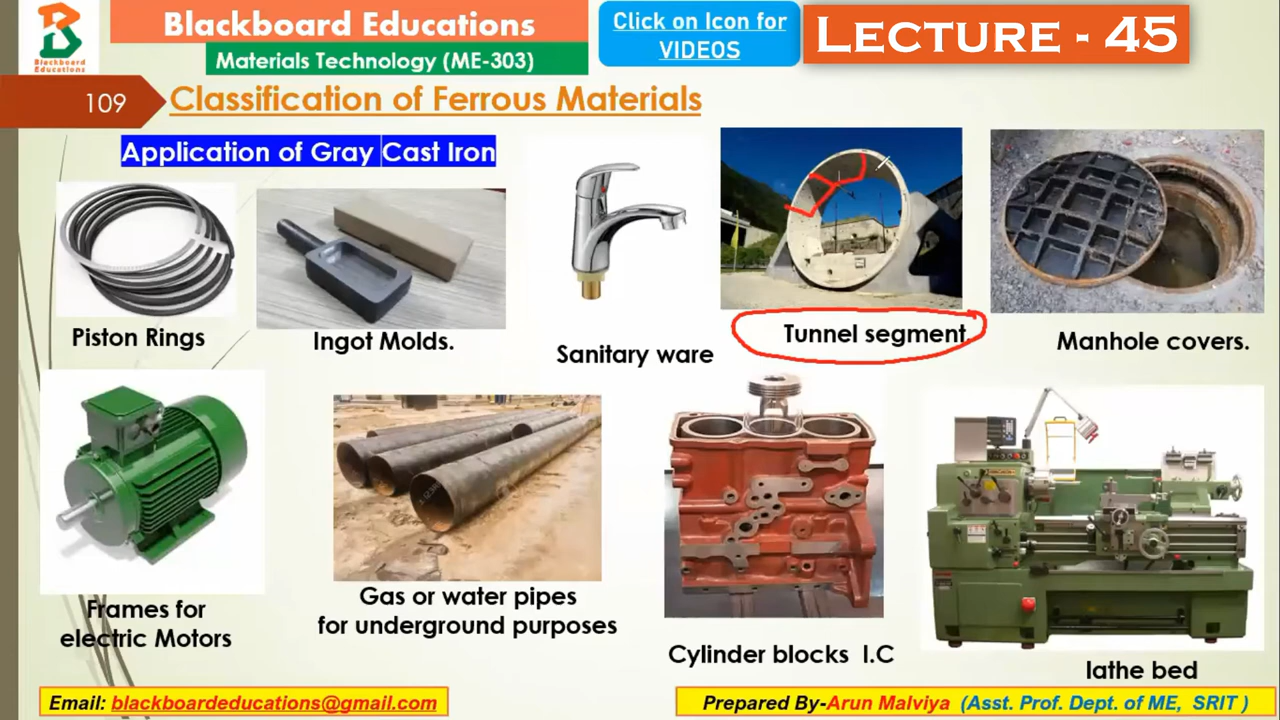 Blackboard Educations
Blackboard
Educations
Materials Technology (ME-303)
Click on Icon for
VIDEOS
LECTURE - 45
109
Classification of Ferrous Materials
Application of Gray Cast Iron
Piston Rings
Ingot Molds.
Sanitary ware
Tunnel segment.
Manhole covers.
Frames for
electric Motors
Gas or water pipes
for underground purposes
Cylinder blocks I.C
lathe bed
Email: blackboardeducations@gmail.com
Prepared By-Arun Malviya (Asst. Prof. Dept. of ME, SRIT )